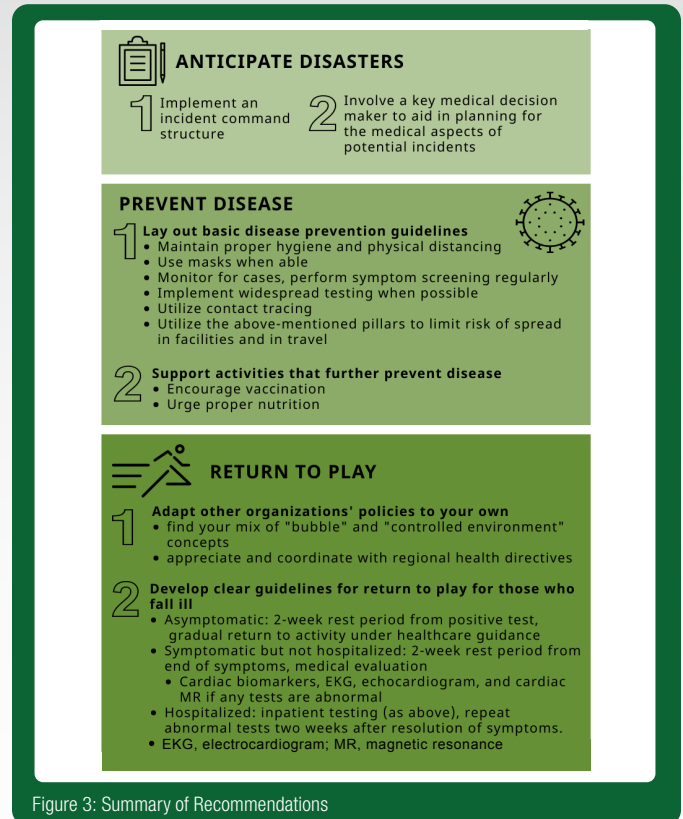 ANTICIPATE DISASTERS
1 Implement an
incident command
structure
2 Involve a key medical decision
maker to aid in planning for
the medical aspects of
potential incidents
PREVENT DISEASE
1 Lay out basic disease prevention guidelines
• Maintain proper hygiene and physical distancing
• Use masks when able
• Monitor for cases, perform symptom screening regularly
• Implement widespread testing when possible
• Utilize contact tracing
• Utilize the above-mentioned pillars to limit risk of spread
in facilities and in travel
2 Support activities that further prevent disease
• Encourage vaccination
• Urge proper nutrition
RETURN TO PLAY
1 Adapt other organizations' policies to your own
• find your mix of "bubble" and "controlled environment"
concepts
• appreciate and coordinate with regional health directives
2 Develop clear guidelines for return to play for those who
fall ill
• Asymptomatic: 2-week rest period from positive test,
gradual return to activity under healthcare guidance
• Symptomatic but not hospitalized: 2-week rest period from
end of symptoms, medical evaluation
• Cardiac biomarkers, EKG, echocardiogram, and cardiac
MR if any tests are abnormal
• Hospitalized: inpatient testing (as above), repeat
abnormal tests two weeks after resolution of symptoms.
• EKG, electrocardiogram; MR, magnetic resonance
Figure 3: Summary of Recommendations